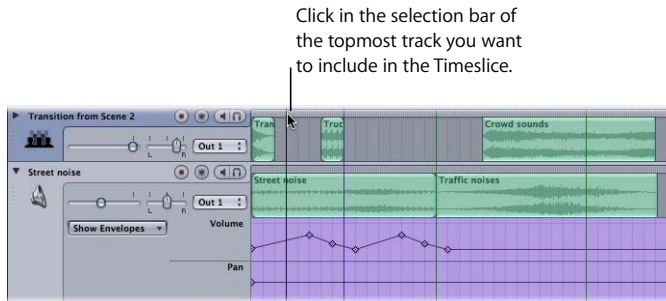 Click in the selection bar of
the topmost track you want
to include in the Timeslice.
Transition from Scene 2
Tran
Truc
Crowd sounds
L R
Out 1
Street noise
Street noise
Traffic noises
L R
Out 1
Show Envelopes
Volume
Pan